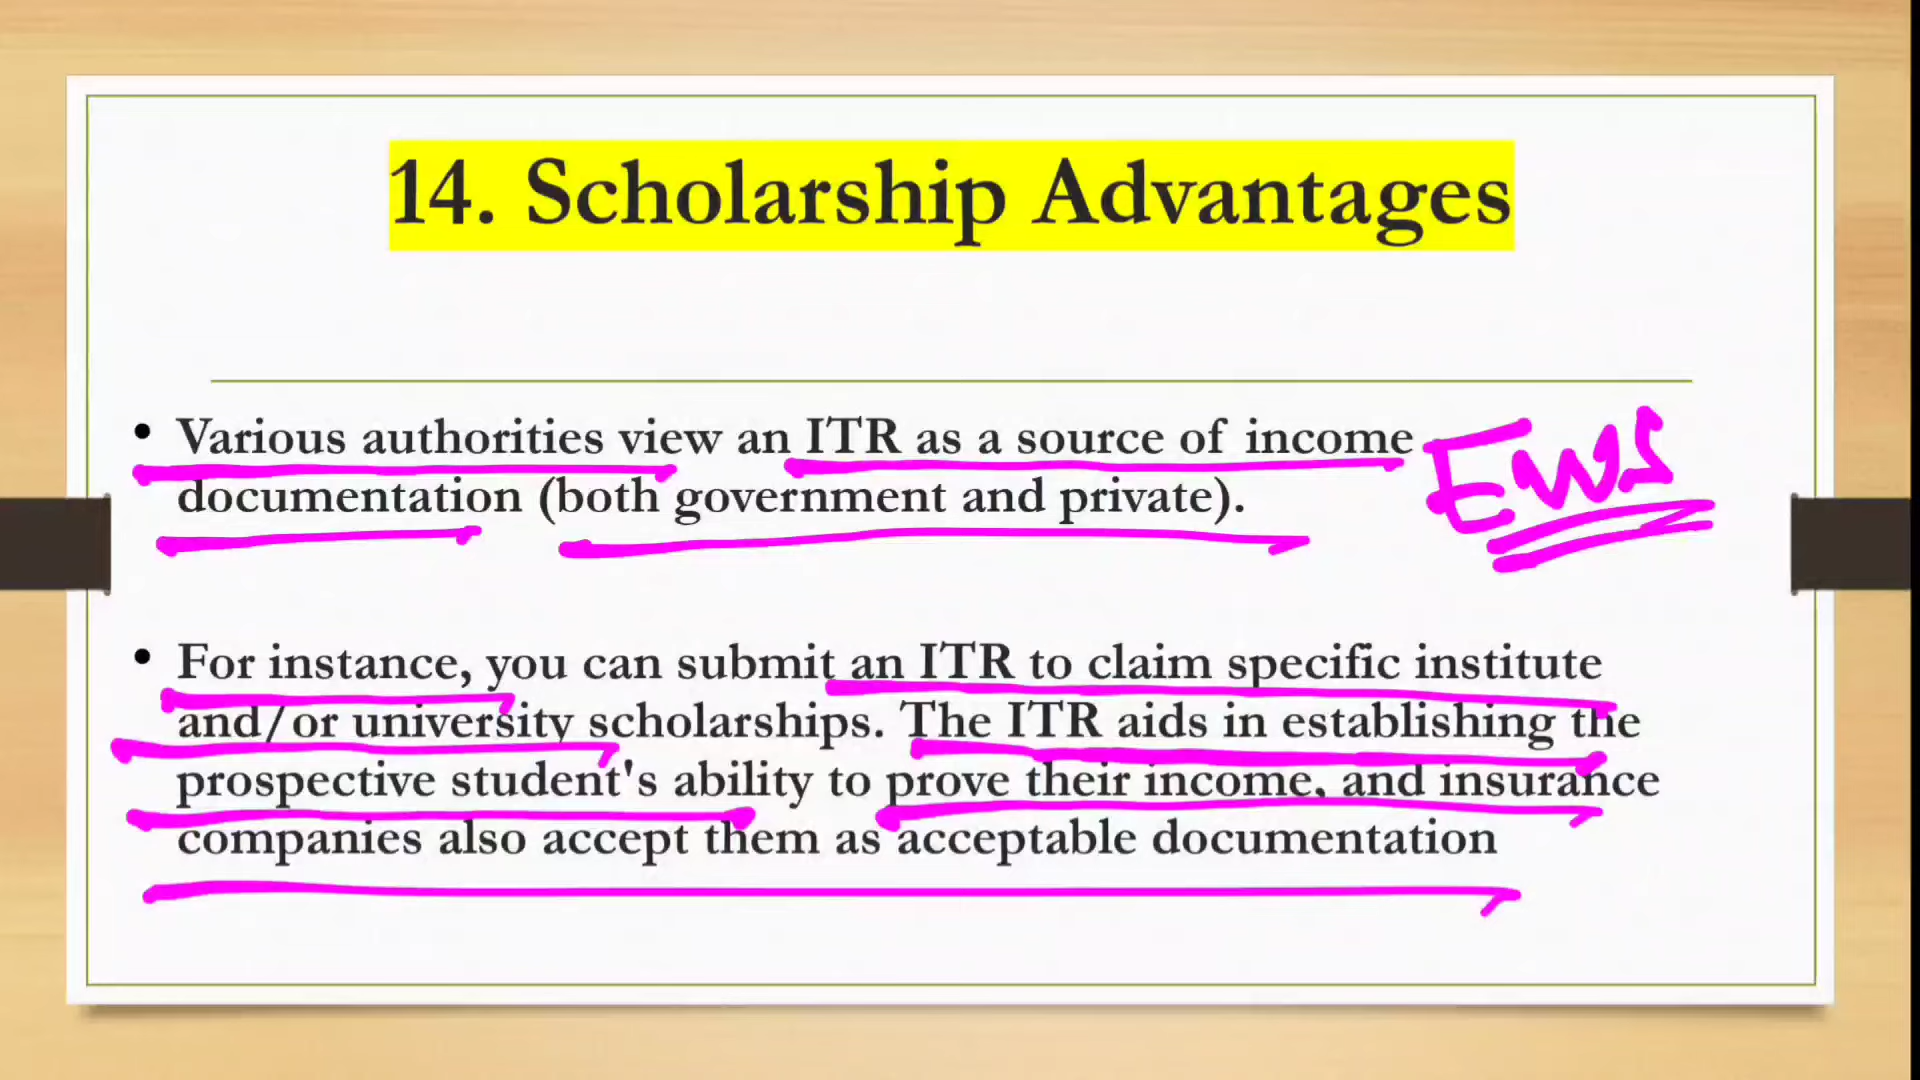 14. Scholarship Advantages
• Various authorities view an ITR as a source of income
documentation (both government and private).
EWS
• For instance, you can submit an ITR to claim specific institute
and/or university scholarships. The ITR aids in establishing the
prospective student's ability to prove their income, and insurance
companies also accept them as acceptable documentation